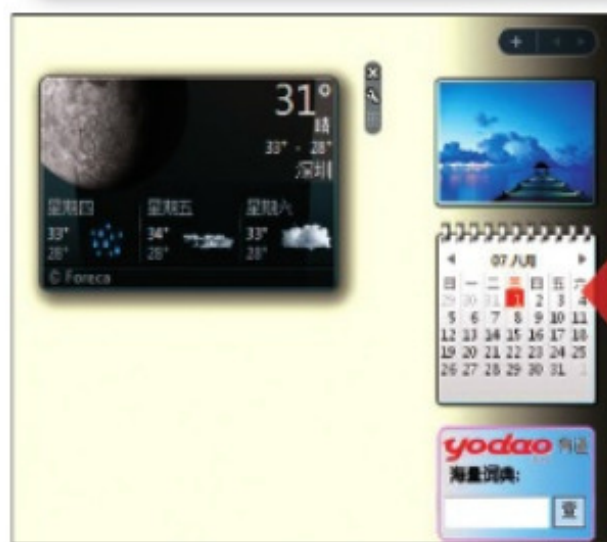 31°
晴
33° - 28°
深圳
星期四 星期五 星期六
33° 34° 33°
28° 28° 28°
© Foreca
07 八月
日 一 二 三 四 五 六
29 30 31 1 2 3 4
5 6 7 8 9 10 11
12 13 14 15 16 17 18
19 20 21 22 23 24 25
26 27 28 29 30 31 1
yodao 有道
海量词典:
查